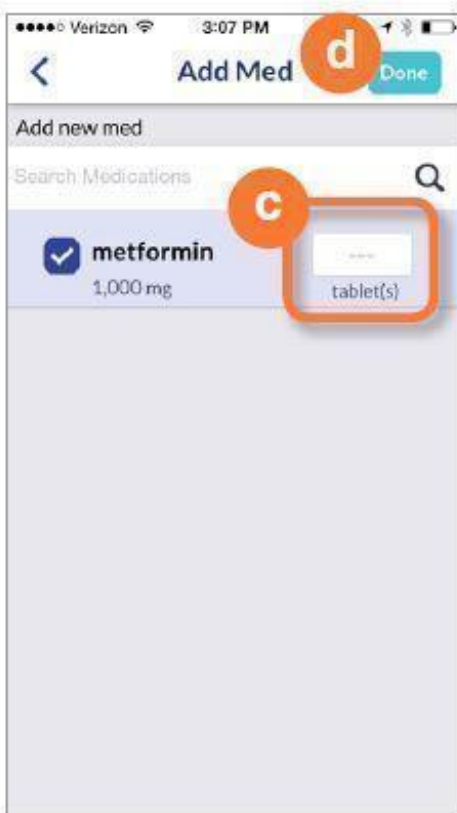 Verizon 3:07 PM
Add Med d Done
Add new med
Search Medications
c
metformin ---
1,000 mg tablet(s)